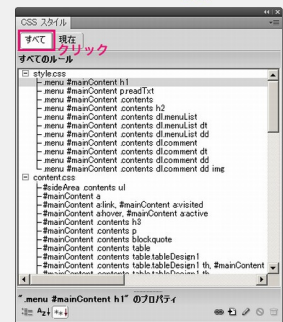 CSS スタイル
すべて 現在
クリック
すべてのルール
style.css
.menu #mainContent h1
.menu #mainContent p.readTxt
.menu #mainContent .contents
.menu #mainContent .contents h2
.menu #mainContent .contents dl.menuList
.menu #mainContent .contents dl.menuList dt
.menu #mainContent .contents dl.menuList dd
.menu #mainContent .contents dl.comment
.menu #mainContent .contents dl.comment dt
.menu #mainContent .contents dl.comment dd
.menu #mainContent .contents dl.comment dd img
content.css
#sideArea .contents ul
#mainContent a
#mainContent a:link, #mainContent a:visited
#mainContent a:hover, #mainContent a:active
#mainContent .contents h3
#mainContent .contents p
#mainContent .contents blockquote
#mainContent .contents table
#mainContent .contents table.tableDesign1
#mainContent .contents table.tableDesign1 th, #mainContent
#mainContent .contents table.tableDesign1 th
".menu #mainContent h1" のプロパティ